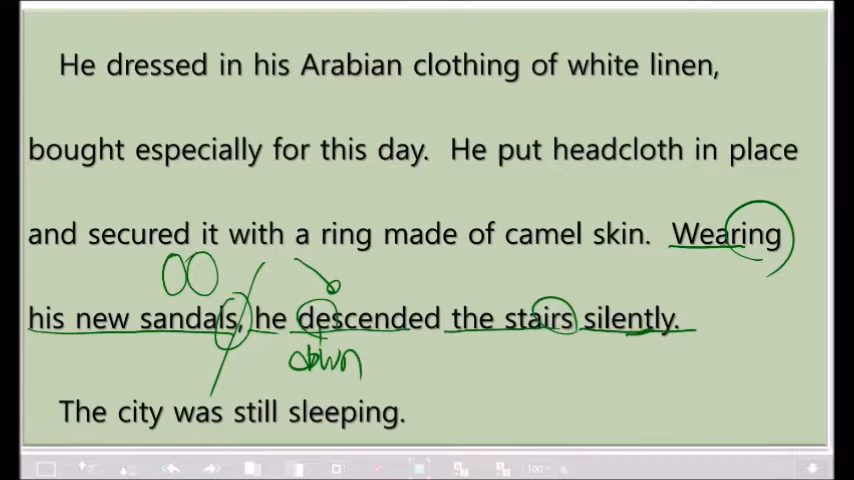 He dressed in his Arabian clothing of white linen,
bought especially for this day. He put headcloth in place
and secured it with a ring made of camel skin. Wearing
his new sandals, he descended the stairs silently.
down
The city was still sleeping.
100